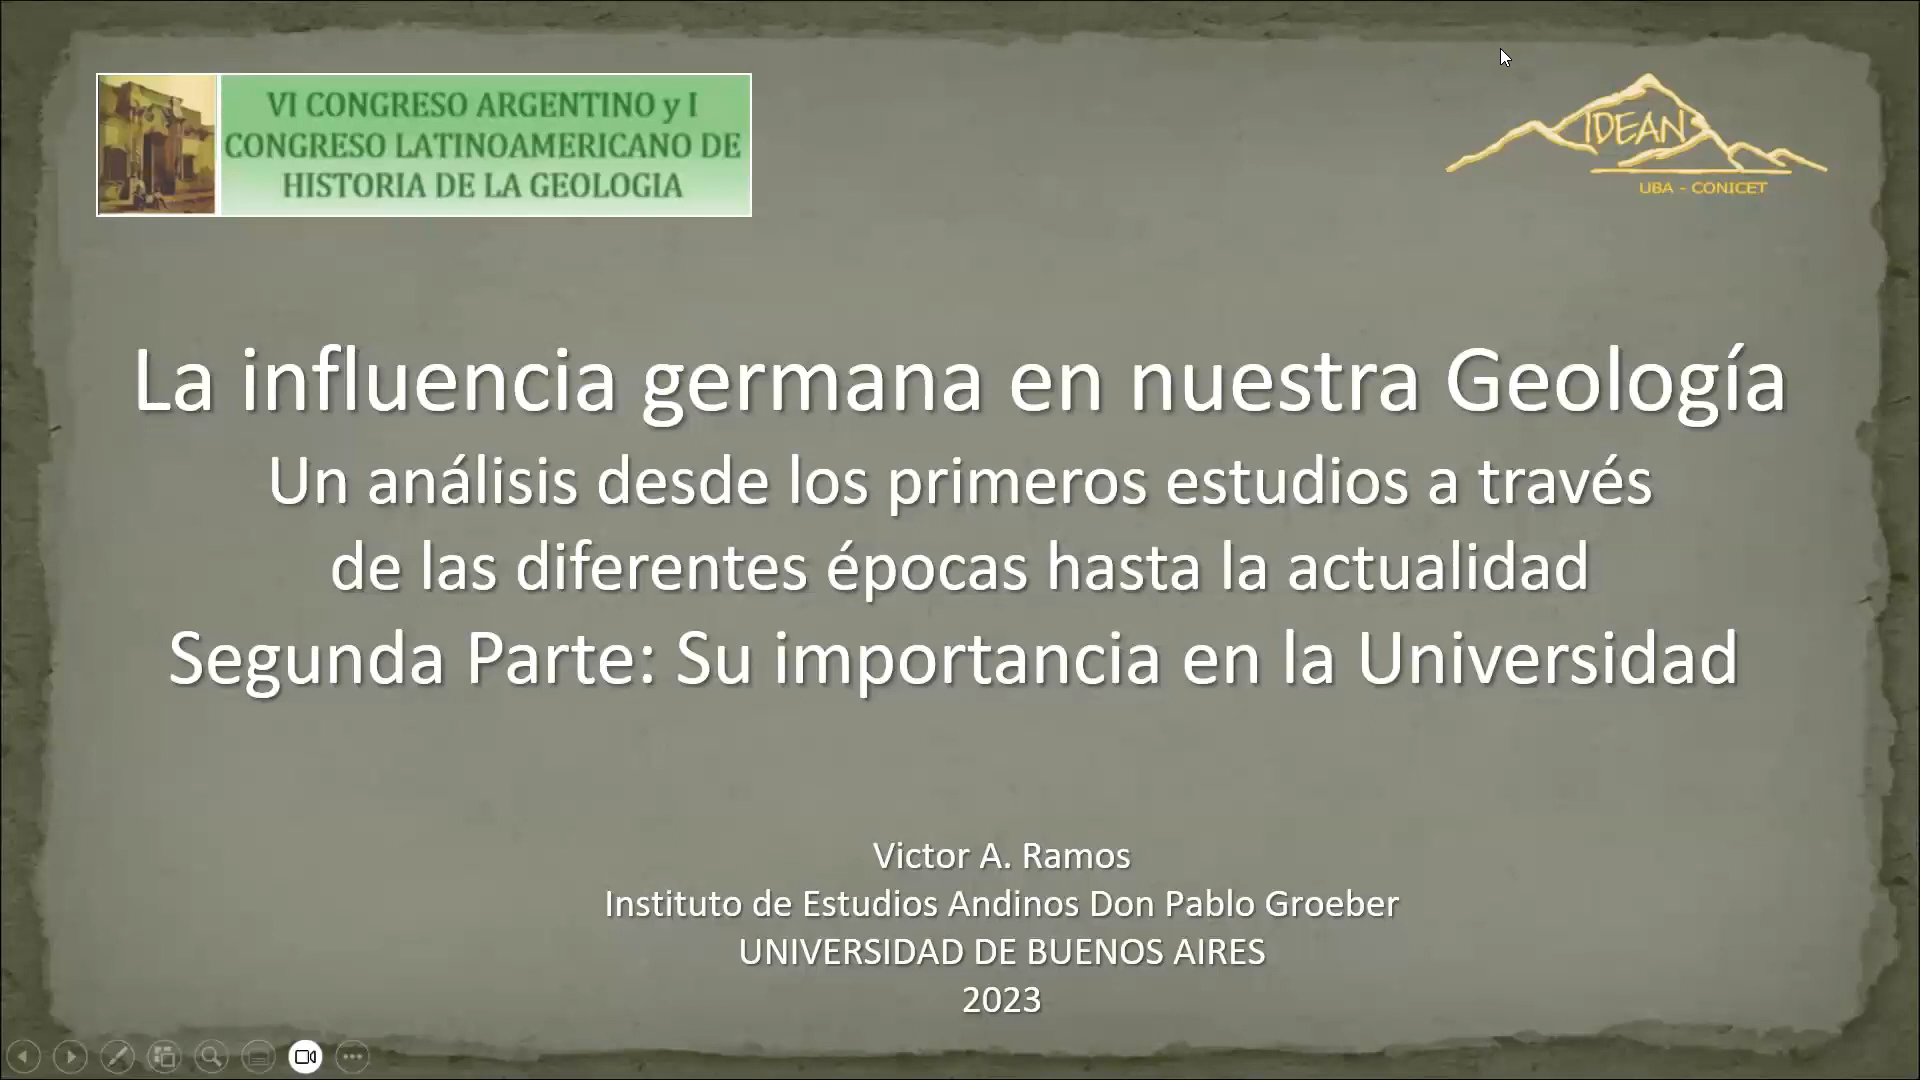 VI CONGRESO ARGENTINO y I
CONGRESO LATINOAMERICANO DE
HISTORIA DE LA GEOLOGIA
IDEAN
UBA - CONICET
La influencia germana en nuestra Geología
Un análisis desde los primeros estudios a través
de las diferentes épocas hasta la actualidad
Segunda Parte: Su importancia en la Universidad
Victor A. Ramos
Instituto de Estudios Andinos Don Pablo Groeber
UNIVERSIDAD DE BUENOS AIRES
2023